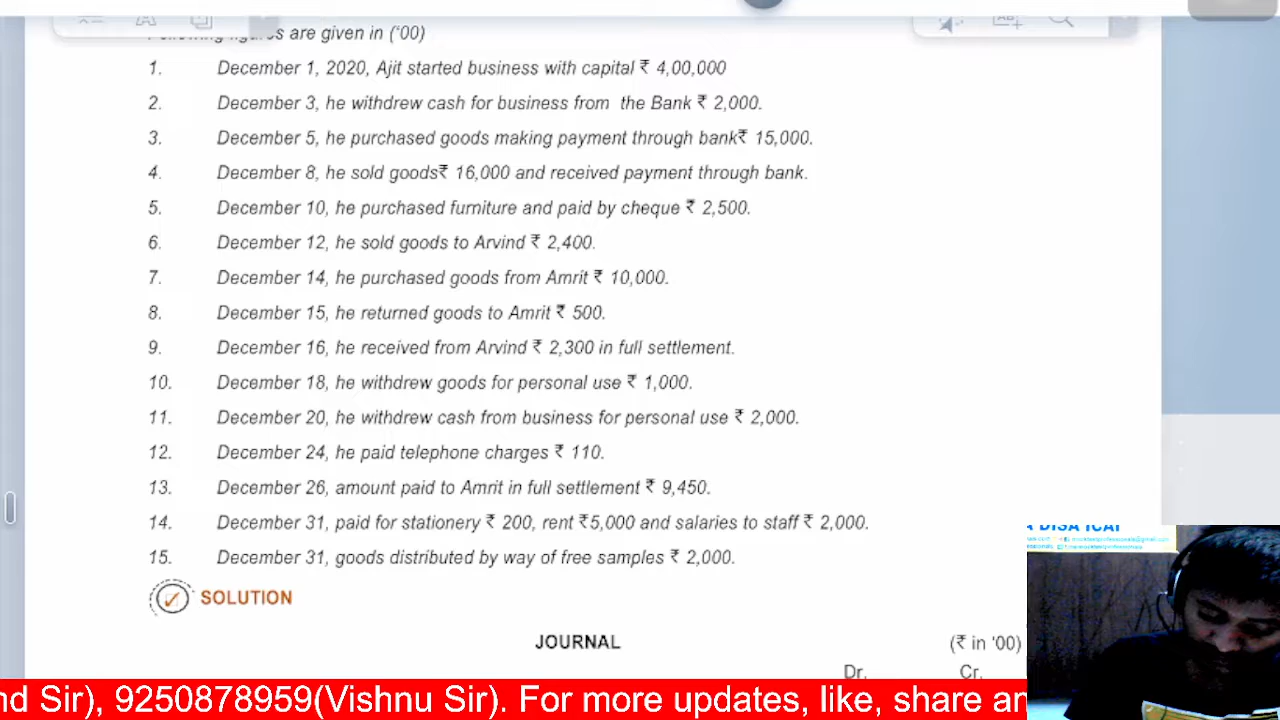 Following figures are given in ('00)
1. December 1, 2020, Ajit started business with capital ₹ 4,00,000
2. December 3, he withdrew cash for business from the Bank ₹ 2,000.
3. December 5, he purchased goods making payment through bank₹ 15,000.
4. December 8, he sold goods₹ 16,000 and received payment through bank.
5. December 10, he purchased furniture and paid by cheque ₹ 2,500.
6. December 12, he sold goods to Arvind ₹ 2,400.
7. December 14, he purchased goods from Amrit ₹ 10,000.
8. December 15, he returned goods to Amrit ₹ 500.
9. December 16, he received from Arvind ₹ 2,300 in full settlement.
10. December 18, he withdrew goods for personal use ₹ 1,000.
11. December 20, he withdrew cash from business for personal use ₹ 2,000.
12. December 24, he paid telephone charges ₹ 110.
13. December 26, amount paid to Amrit in full settlement ₹ 9,450.
14. December 31, paid for stationery ₹ 200, rent ₹5,000 and salaries to staff ₹ 2,000.
15. December 31, goods distributed by way of free samples ₹ 2,000.
SOLUTION
JOURNAL (₹ in '00)
Dr. Cr.
DISA ICAI
nd Sir), 9250878959(Vishnu Sir). For more updates, like, share an